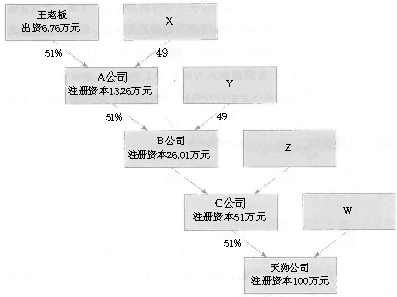 王老板
出资6.76万元
X
51%
49
A公司
注册资本13.26万元
Y
51%
49
B公司
注册资本26.01万元
Z
C公司
注册资本51万元
W
51%
天狗公司
注册资本100万元